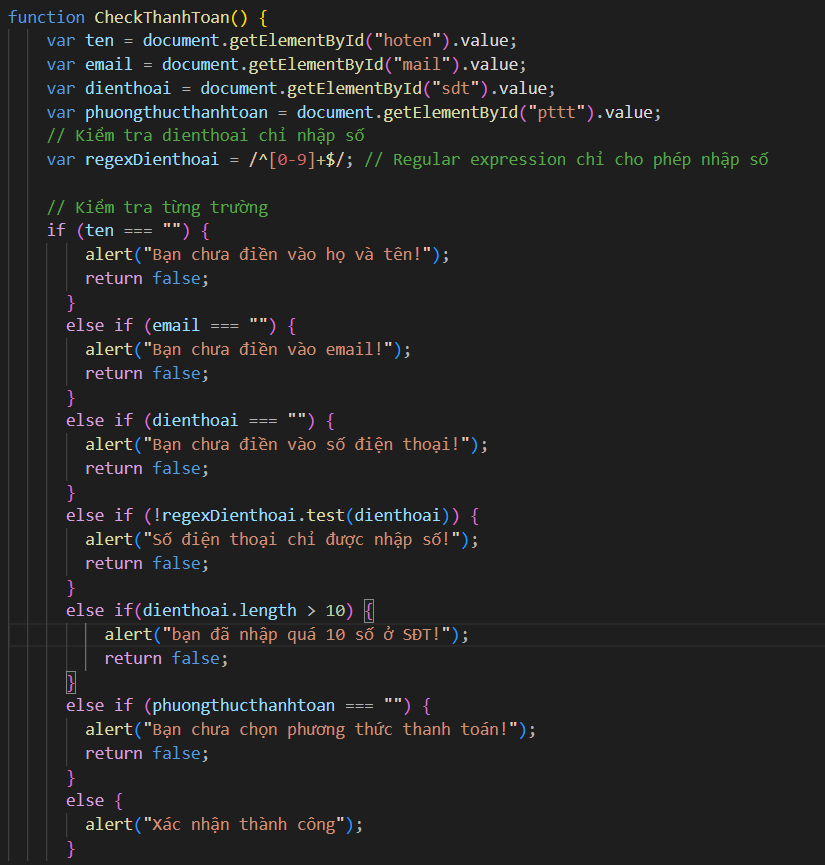 function CheckThanhToan() {
var ten = document.getElementById("hoten").value;
var email = document.getElementById("mail").value;
var dienthoai = document.getElementById("sdt").value;
var phuongthucthanhtoan = document.getElementById("pttt").value;
// Kiểm tra dienthoai chỉ nhập số
var regexDienthoai = /^[0-9]+$/; // Regular expression chỉ cho phép nhập số
// Kiểm tra từng trường
if (ten === "") {
alert("Bạn chưa điền vào họ và tên!");
return false;
}
else if (email === "") {
alert("Bạn chưa điền vào email!");
return false;
}
else if (dienthoai === "") {
alert("Bạn chưa điền vào số điện thoại!");
return false;
}
else if (!regexDienthoai.test(dienthoai)) {
alert("Số điện thoại chỉ được nhập số!");
return false;
}
else if(dienthoai.length > 10) {
alert("bạn đã nhập quá 10 số ở SĐT!");
return false;
}
else if (phuongthucthanhtoan === "") {
alert("Bạn chưa chọn phương thức thanh toán!");
return false;
}
else {
alert("Xác nhận thành công");
}